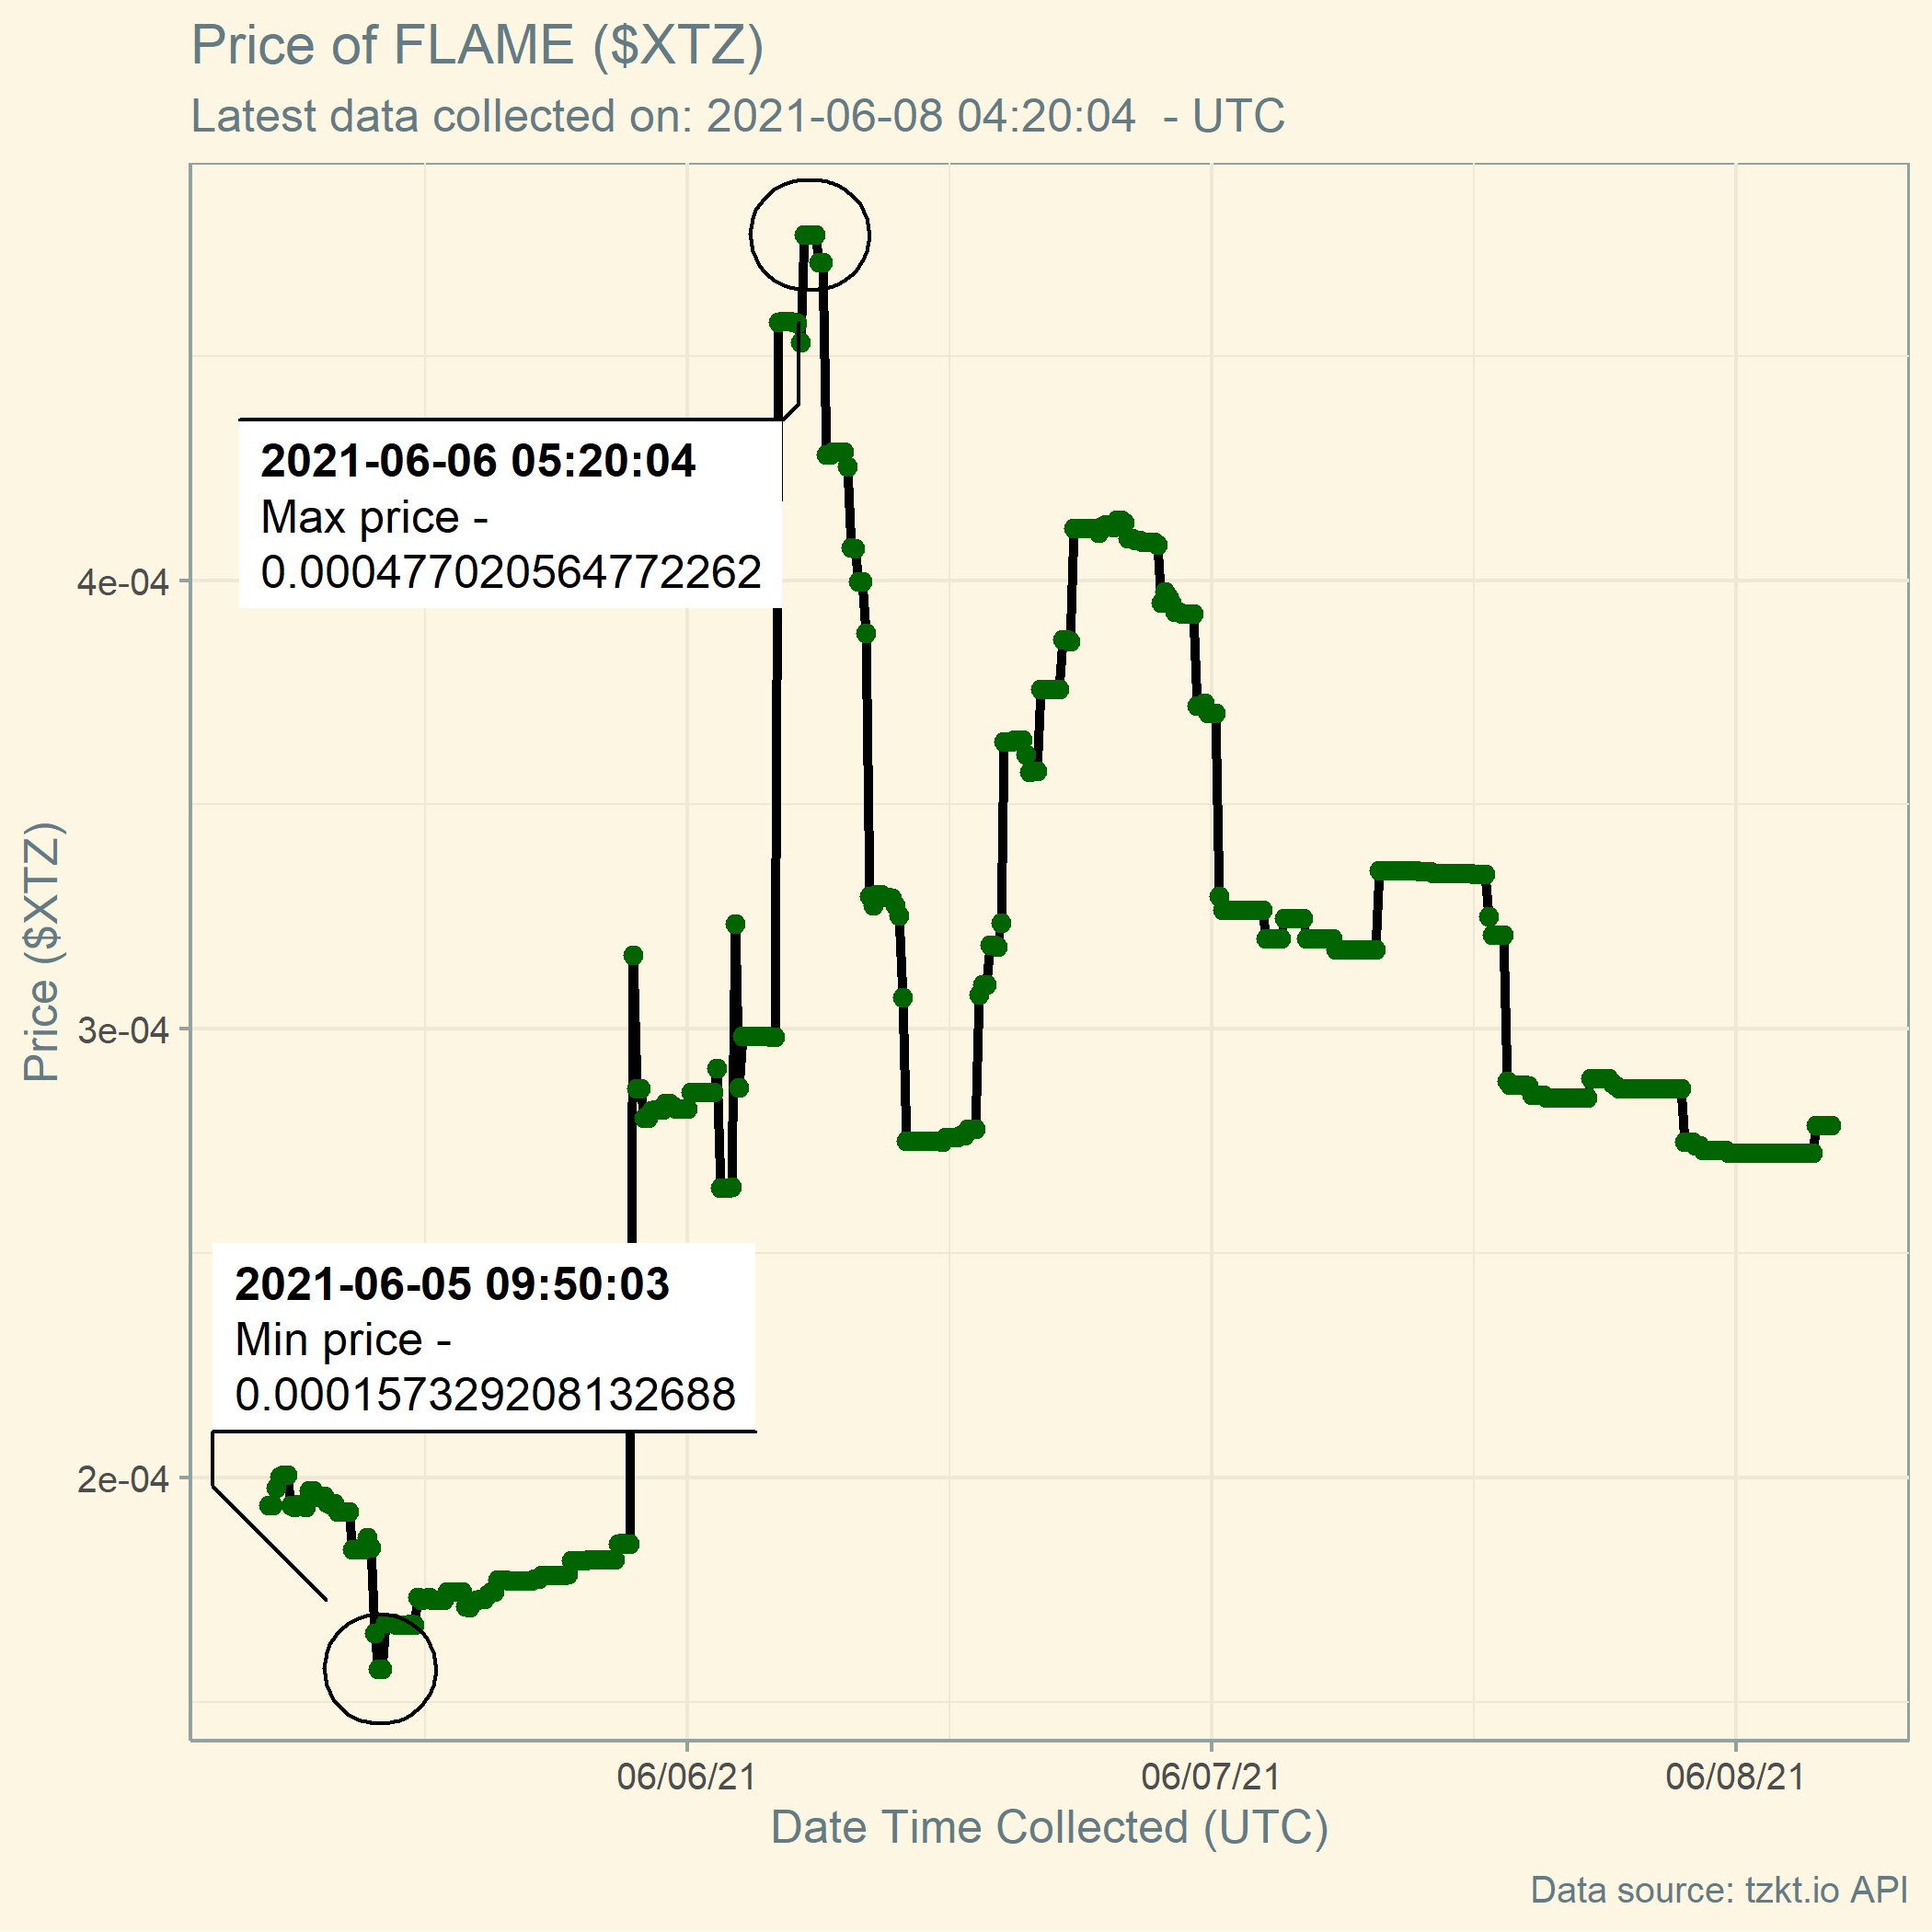 Price of FLAME ($XTZ)
Latest data collected on: 2021-06-08 04:20:04  - UTC
2021-06-06 05:20:04
Max price -
0.000477020564772262
4e-04
3e-04
2e-04
Price ($XTZ)
2021-06-05 09:50:03
Min price -
0.000157329208132688
06/06/21
06/07/21
06/08/21
Date Time Collected (UTC)
Data source: tzkt.io API